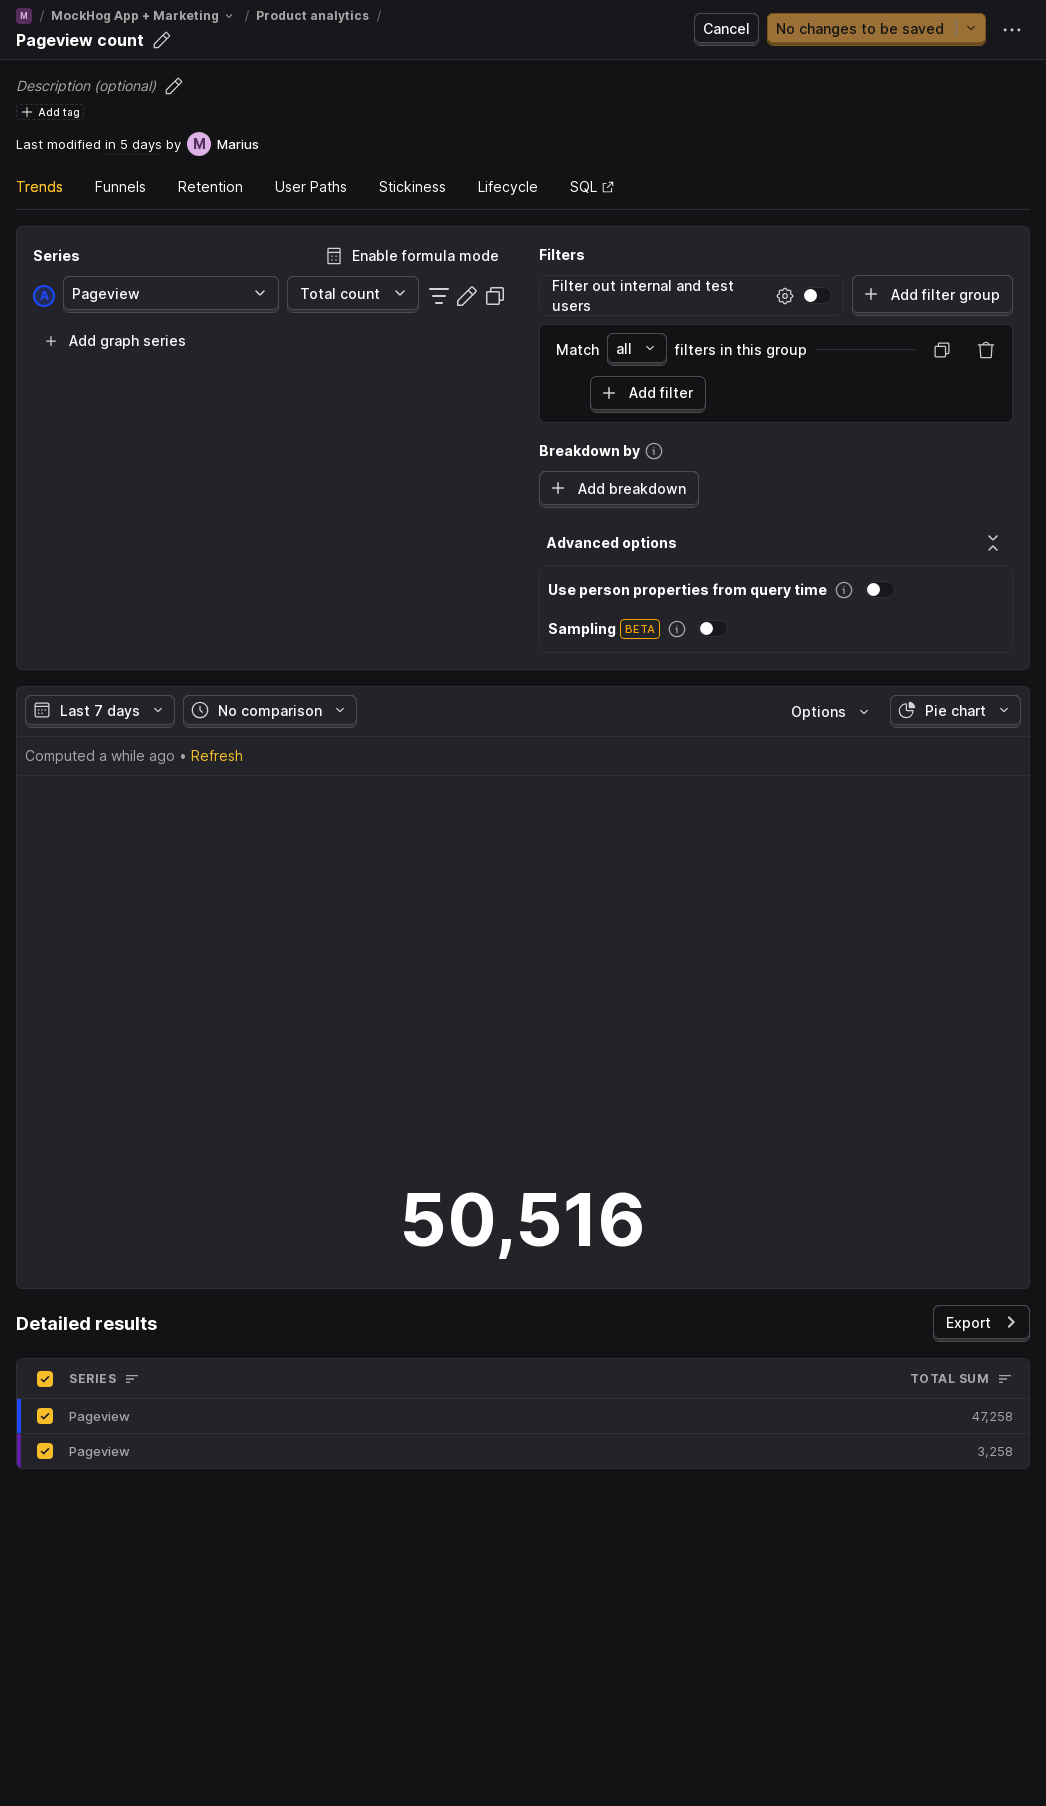 M / MockHog App + Marketing / Product analytics /
Pageview count
Cancel
No changes to be saved
Description (optional)
Add tag
Last modified in 5 days by M Marius
Trends Funnels Retention User Paths Stickiness Lifecycle SQL
Series
Enable formula mode
A Pageview Total count
Add graph series
Filters
Filter out internal and test
users
Add filter group
Match all filters in this group
Add filter
Breakdown by
Add breakdown
Advanced options
Use person properties from query time
Sampling BETA
Last 7 days No comparison Options Pie chart
Computed a while ago • Refresh
50,516
Detailed results
Export
SERIES TOTAL SUM
Pageview 47,258
Pageview 3,258